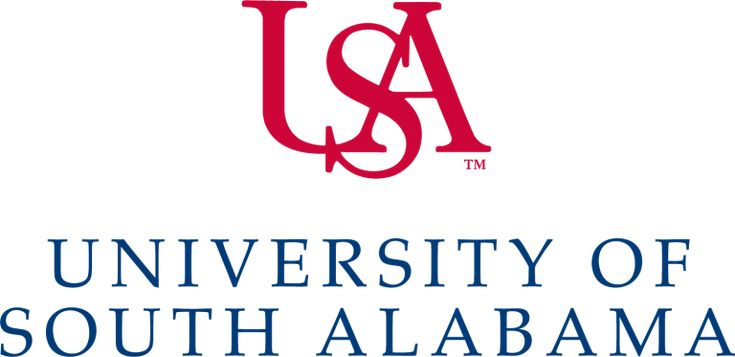 USA
™
UNIVERSITY OF
SOUTH ALABAMA